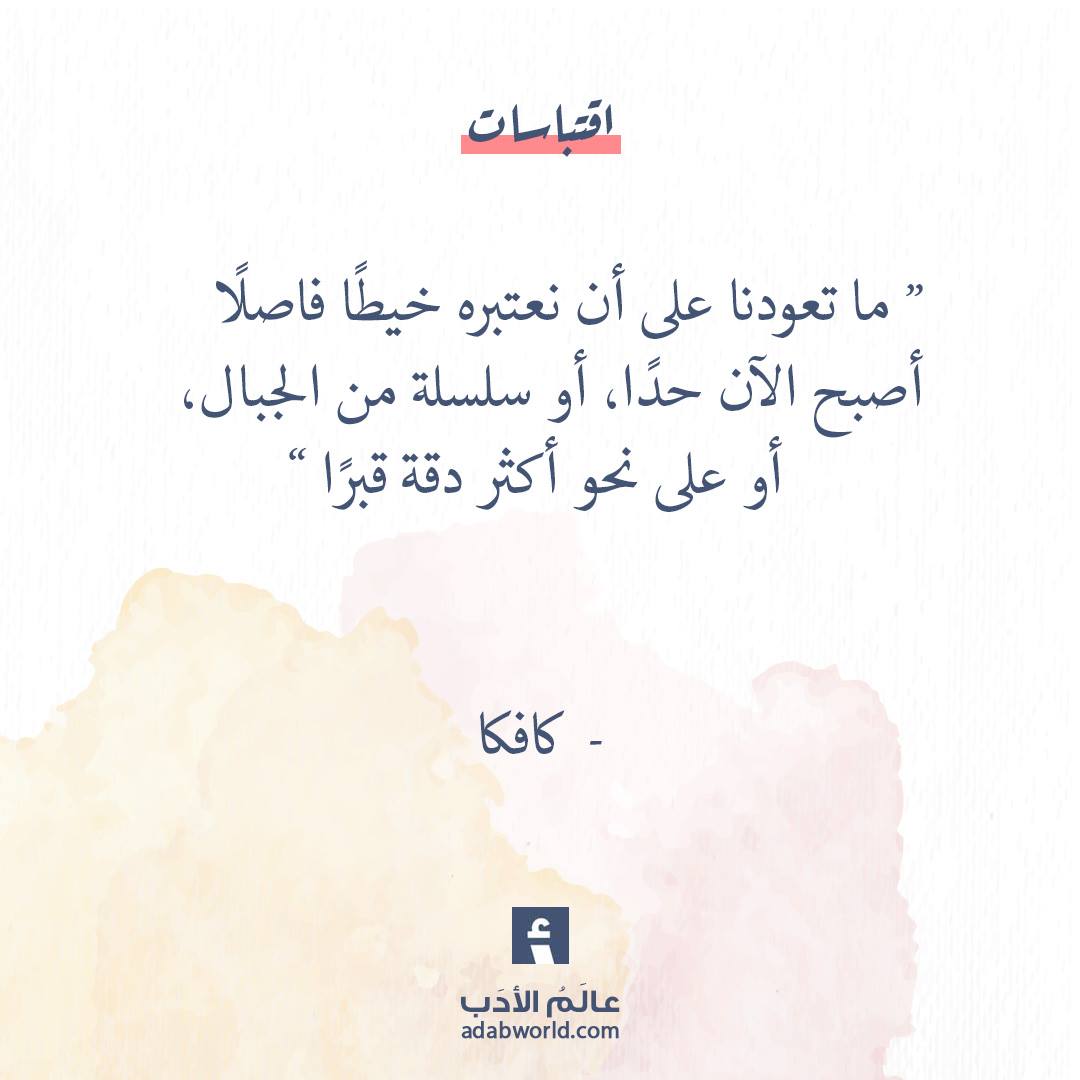 اقتباسات
” ما تعودنا على أن نعتبره خيطًا فاصلًا
أصبح الآن حدًا، أو سلسلة من الجبال،
أو على نحو أكثر دقة قبرًا “
- كافكا
أ
عالَمُ الأدَب
adabworld.com